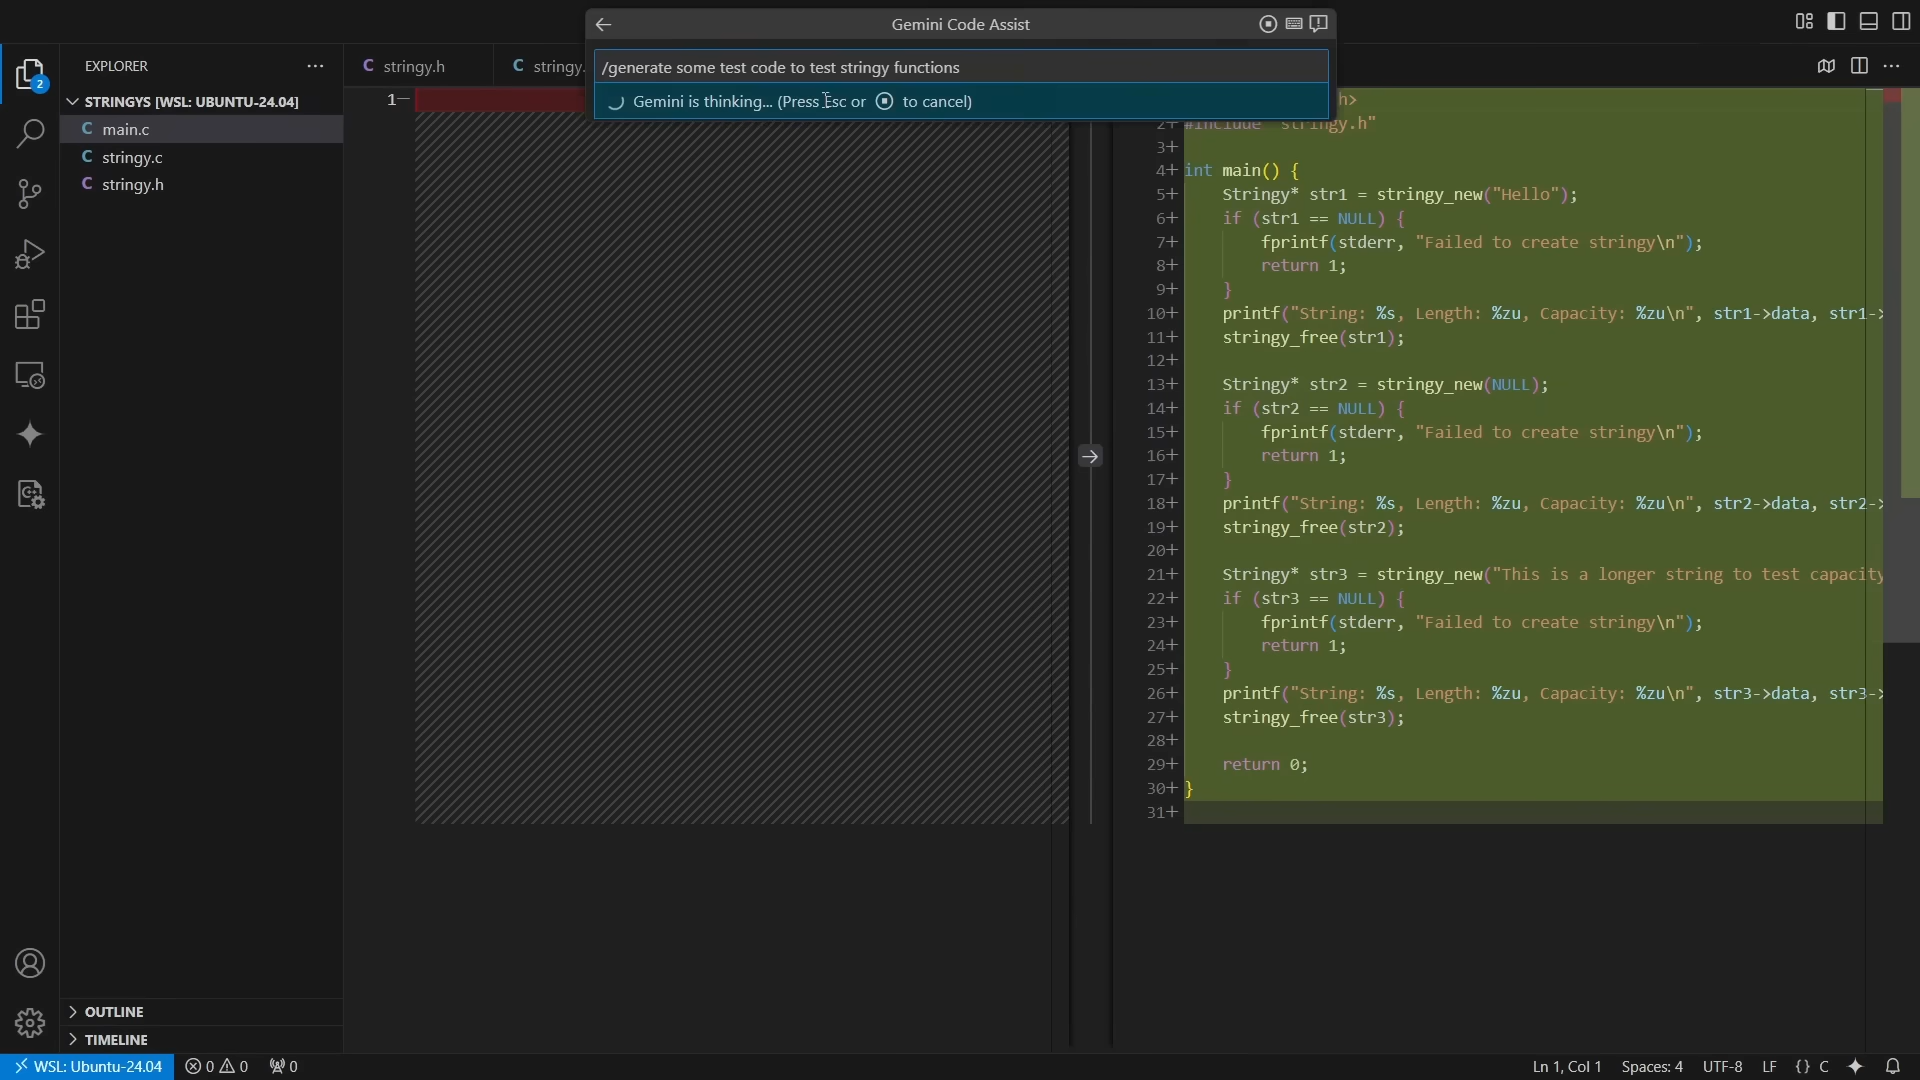 Gemini Code Assist
/generate some test code to test stringy functions
Gemini is thinking... (Press Esc or to cancel)
EXPLORER
STRINGYS [WSL: UBUNTU-24.04]
C main.c
C stringy.c
C stringy.h
2
OUTLINE
TIMELINE
C stringy.h
C stringy.
1—
h>
2+ #include "stringy.h"
3+
4+ int main() {
5+ Stringy* str1 = stringy_new("Hello");
6+ if (str1 == NULL) {
7+ fprintf(stderr, "Failed to create stringy\n");
8+ return 1;
9+ }
10+ printf("String: %s, Length: %zu, Capacity: %zu\n", str1->data, str1->
11+ stringy_free(str1);
12+
13+ Stringy* str2 = stringy_new(NULL);
14+ if (str2 == NULL) {
15+ fprintf(stderr, "Failed to create stringy\n");
16+ return 1;
17+ }
18+ printf("String: %s, Length: %zu, Capacity: %zu\n", str2->data, str2->
19+ stringy_free(str2);
20+
21+ Stringy* str3 = stringy_new("This is a longer string to test capacity
22+ if (str3 == NULL) {
23+ fprintf(stderr, "Failed to create stringy\n");
24+ return 1;
25+ }
26+ printf("String: %s, Length: %zu, Capacity: %zu\n", str3->data, str3->
27+ stringy_free(str3);
28+
29+ return 0;
30+ }
31+
WSL: Ubuntu-24.04 0 0 0 Ln 1, Col 1 Spaces: 4 UTF-8 LF {} C